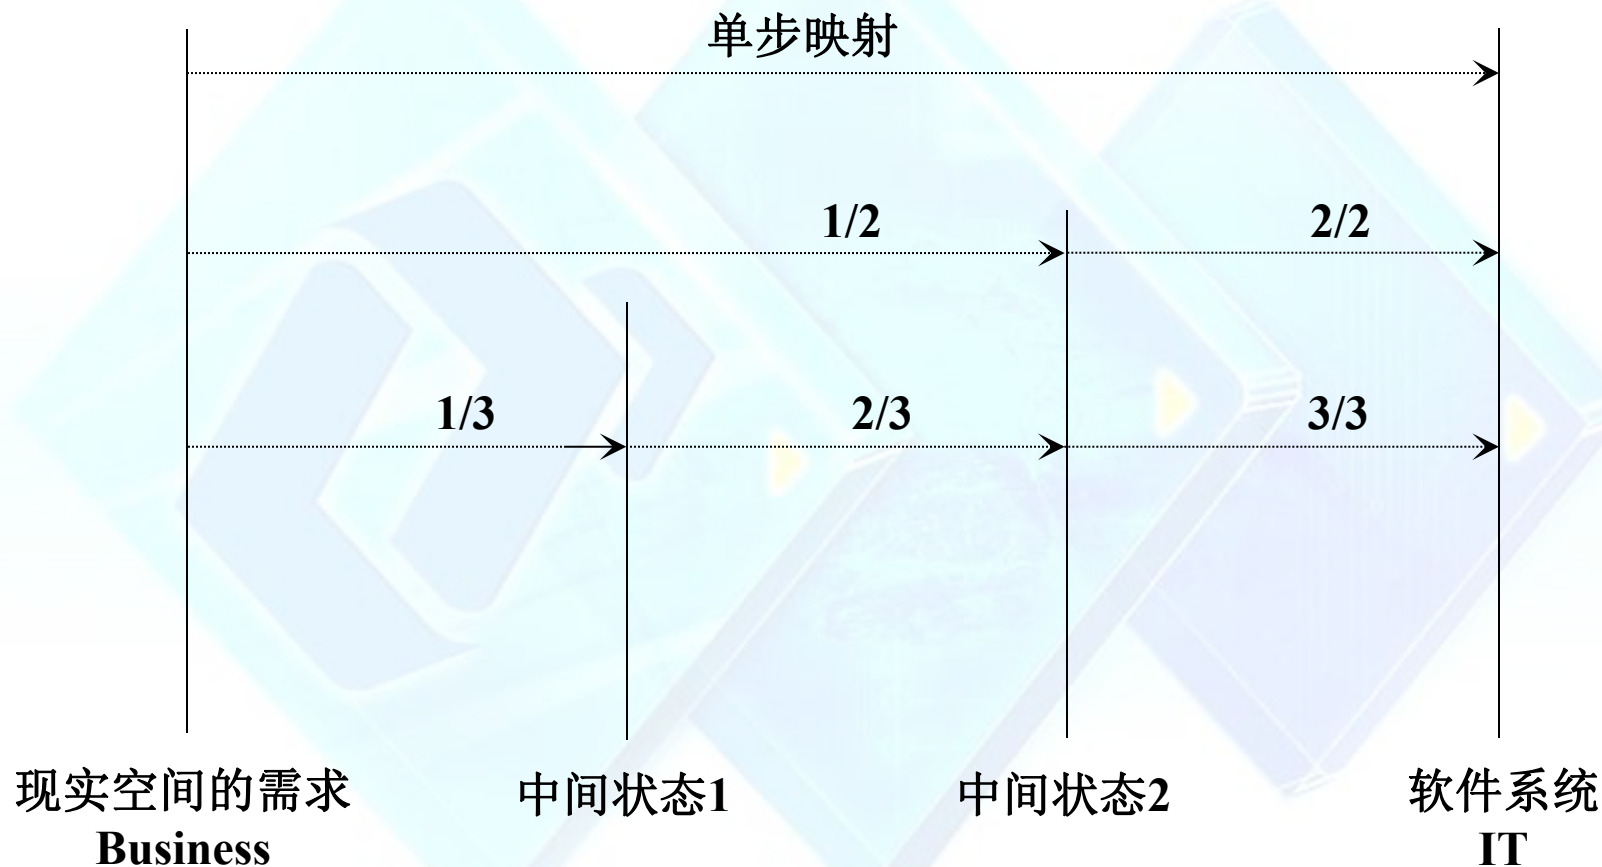 单步映射
1/2
2/2
1/3
2/3
3/3
现实空间的需求
Business
中间状态1
中间状态2
软件系统
IT